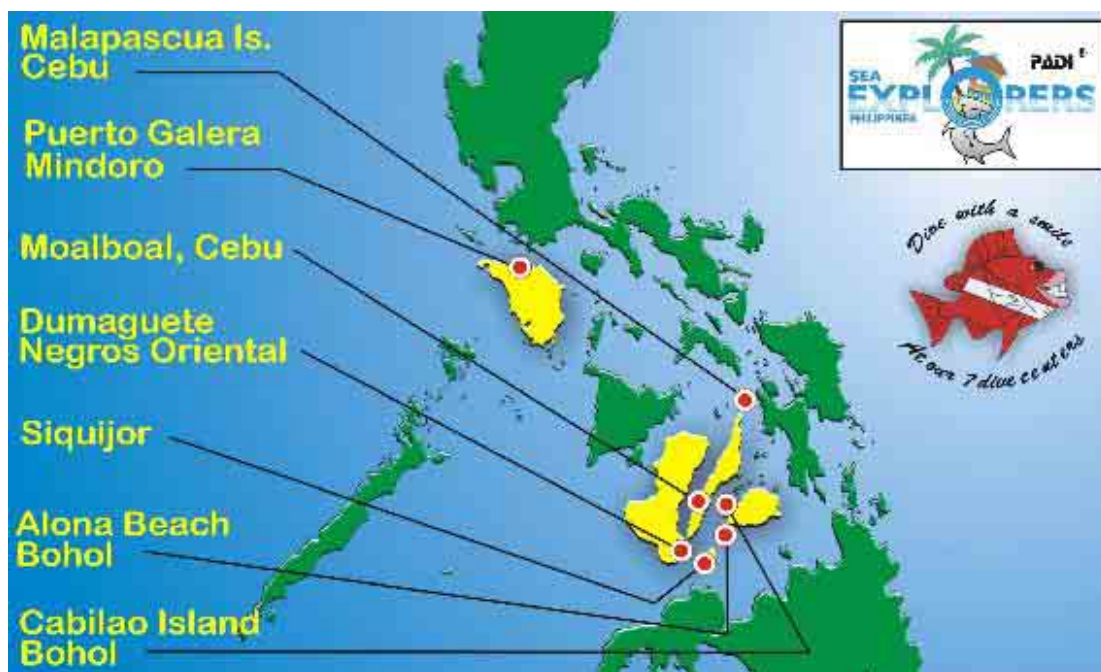 Malapascua Is.
Cebu
Puerto Galera
Mindoro
Moalboal, Cebu
Dumaguete
Negros Oriental
Siquijor
Alona Beach
Bohol
Cabilao Island
Bohol
PADI
SEA
EXPLORERS
PHILIPPINES
Dive with a smile
At our 7 dive centers